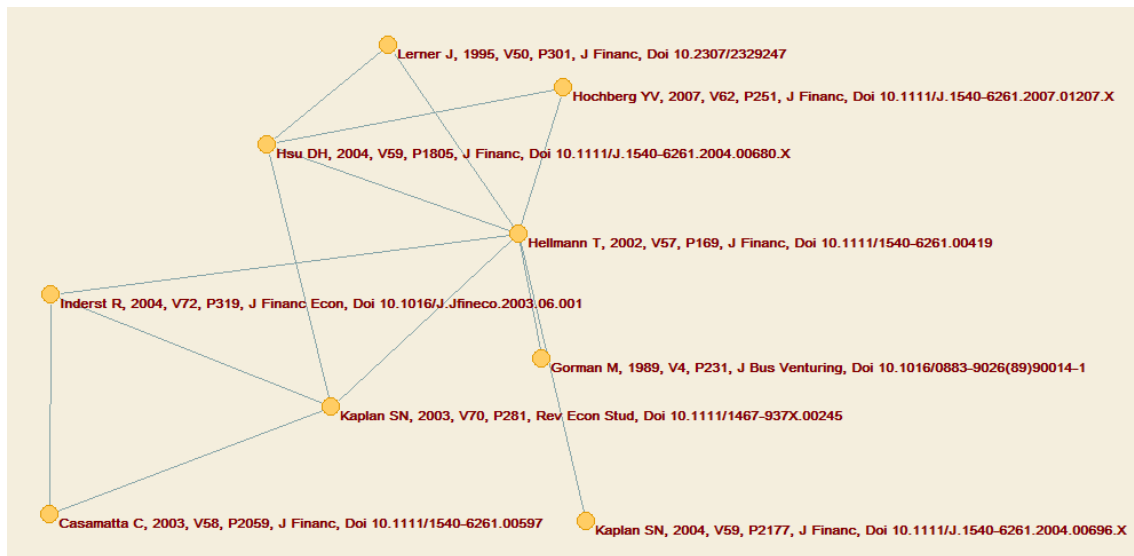 Lerner J, 1995, V50, P301, J Financ, Doi 10.2307/2329247
Hochberg YV, 2007, V62, P251, J Financ, Doi 10.1111/J.1540-6261.2007.01207.X
Hsu DH, 2004, V59, P1805, J Financ, Doi 10.1111/J.1540-6261.2004.00680.X
Hellmann T, 2002, V57, P169, J Financ, Doi 10.1111/1540-6261.00419
Inderst R, 2004, V72, P319, J Financ Econ, Doi 10.1016/J.Jfineco.2003.06.001
Gorman M, 1989, V4, P231, J Bus Venturing, Doi 10.1016/0883-9026(89)90014-1
Kaplan SN, 2003, V70, P281, Rev Econ Stud, Doi 10.1111/1467-937X.00245
Casamatta C, 2003, V58, P2059, J Financ, Doi 10.1111/1540-6261.00597
Kaplan SN, 2004, V59, P2177, J Financ, Doi 10.1111/J.1540-6261.2004.00696.X